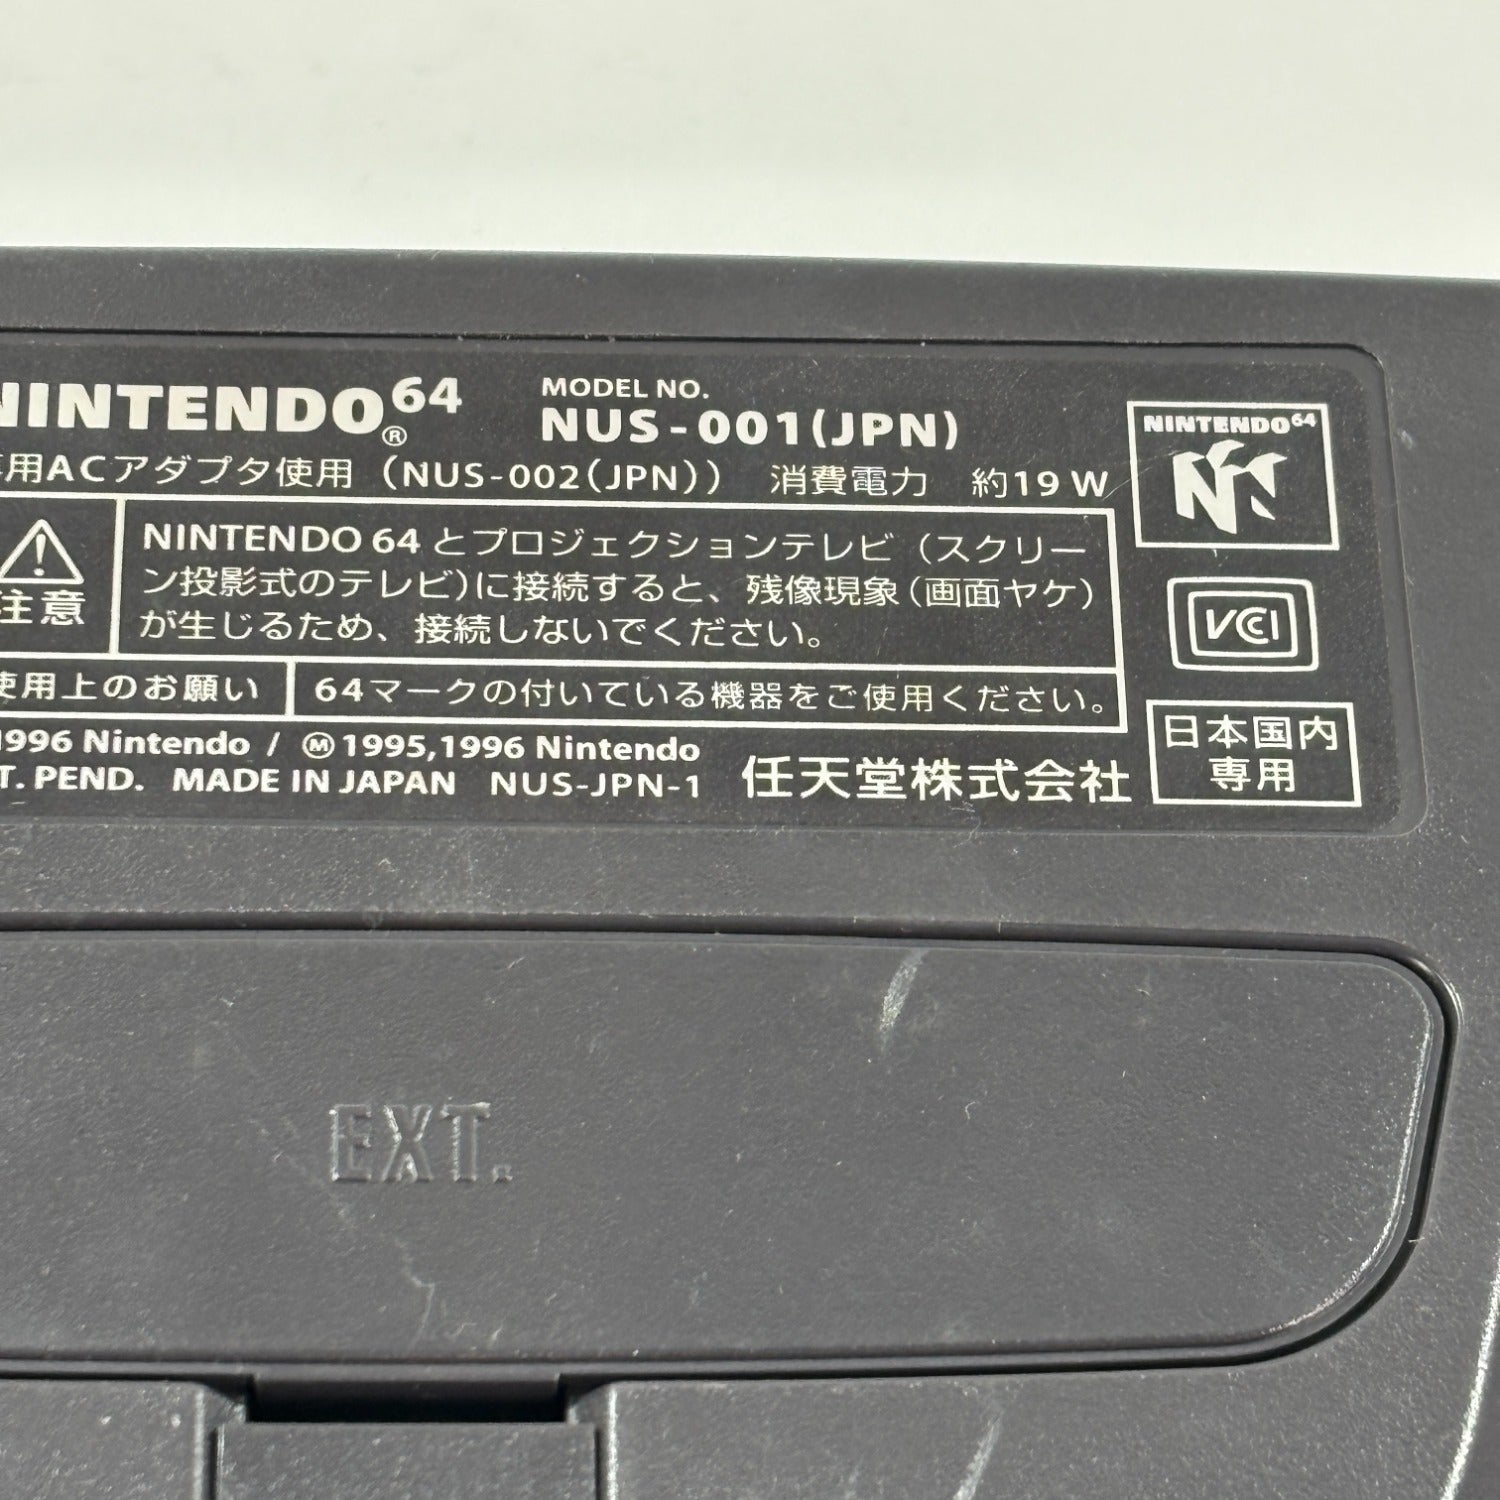 NINTENDO64®
MODEL NO.
NUS-001(JPN)
用ACアダプタ使用（NUS-002(JPN)） 消費電力 約19W
NINTENDO64
注意
NINTENDO 64とプロジェクションテレビ（スクリー
ン投影式のテレビ)に接続すると、残像現象（画面ヤケ）
が生じるため、接続しないでください。
VCCI
使用上のお願い
64マークの付いている機器をご使用ください。
1996 Nintendo / Ⓜ 1995,1996 Nintendo
T. PEND. MADE IN JAPAN NUS-JPN-1
任天堂株式会社
日本国内
専用
EXT.